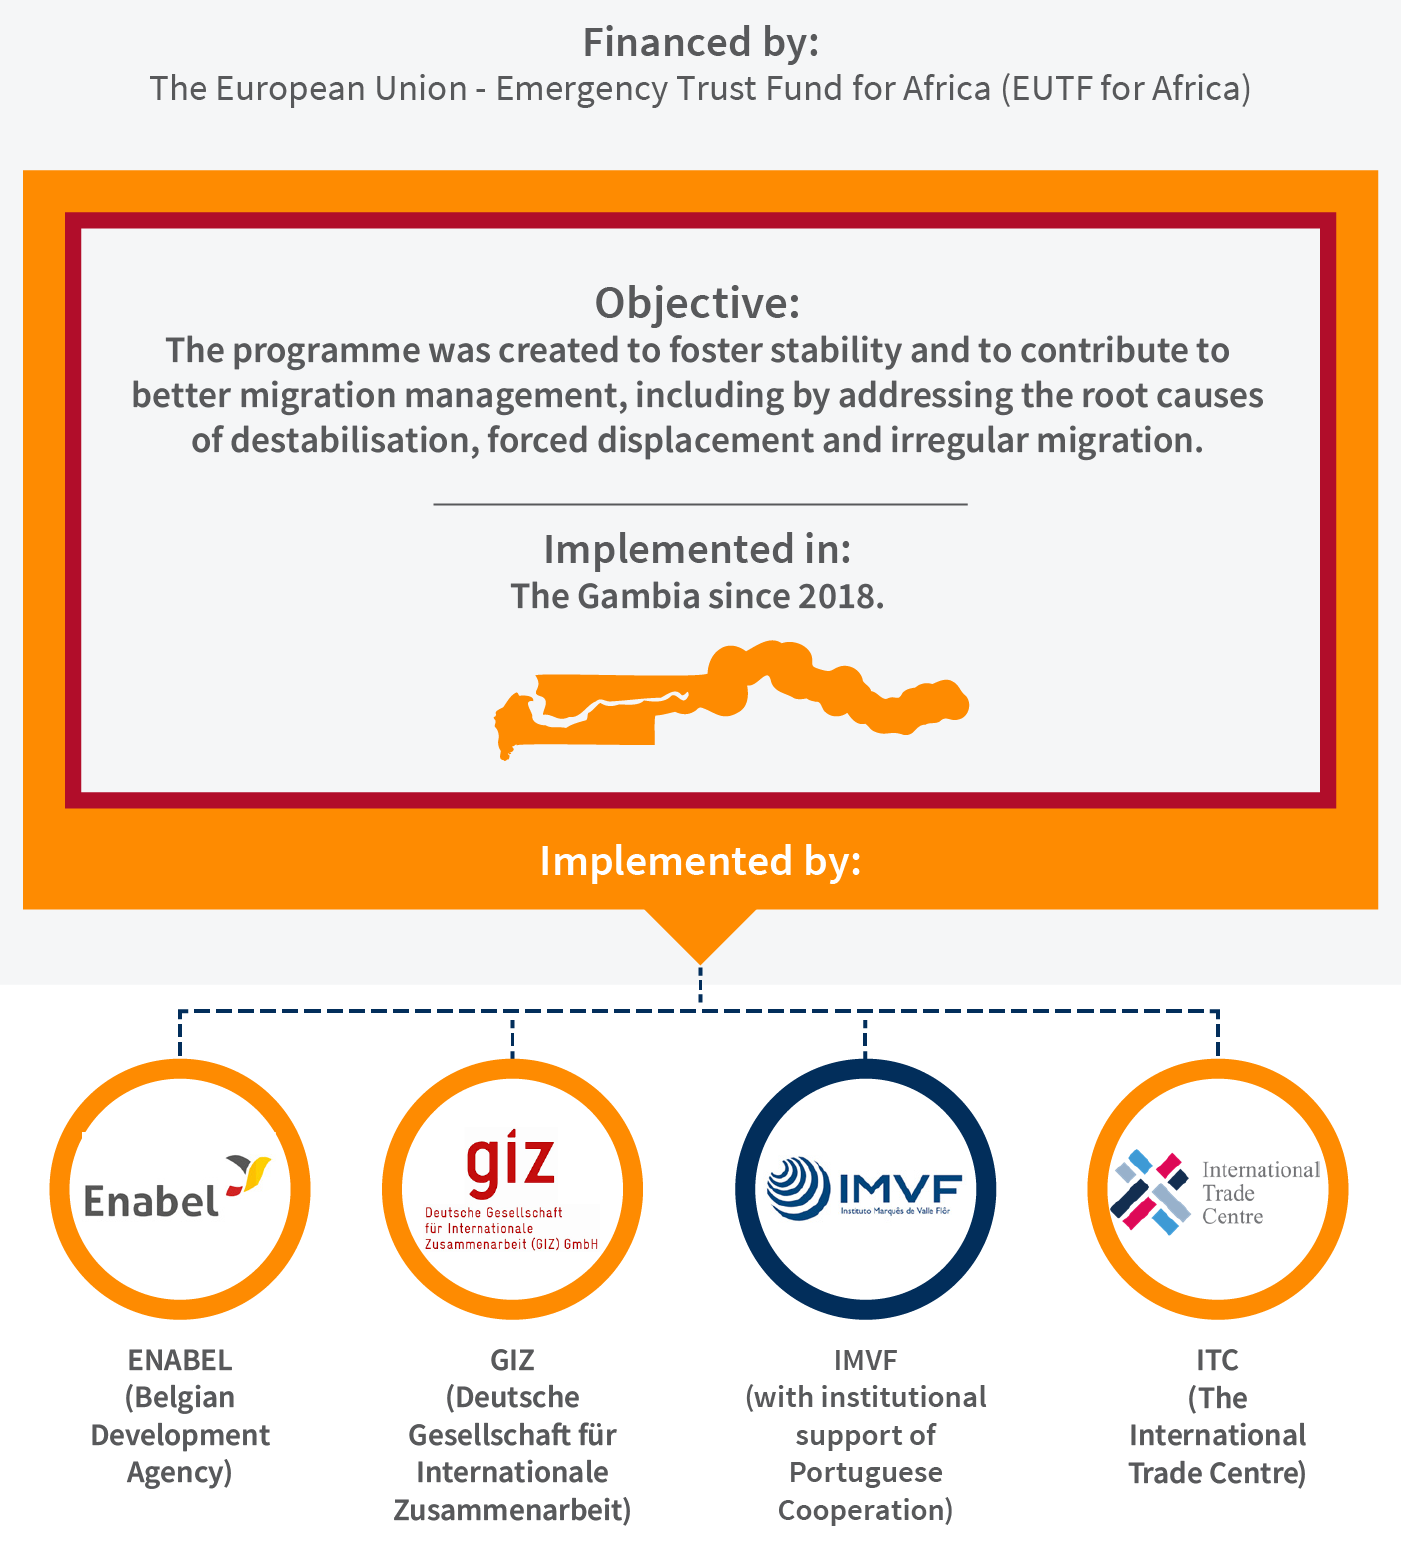 Financed by:
The European Union - Emergency Trust Fund for Africa (EUTF for Africa)
Objective:
The programme was created to foster stability and to contribute to
better migration management, including by addressing the root causes
of destabilisation, forced displacement and irregular migration.
Implemented in:
The Gambia since 2018.
Implemented by:
Enabel
giz
Deutsche Gesellschaft
für Internationale
Zusammenarbeit (GIZ) GmbH
IMVF
Instituto Marquês de Valle Flôr
International
Trade
Centre
ENABEL
(Belgian
Development
Agency)
GIZ
(Deutsche
Gesellschaft für
Internationale
Zusammenarbeit)
IMVF
(with institutional
support of
Portuguese
Cooperation)
ITC
(The
International
Trade Centre)